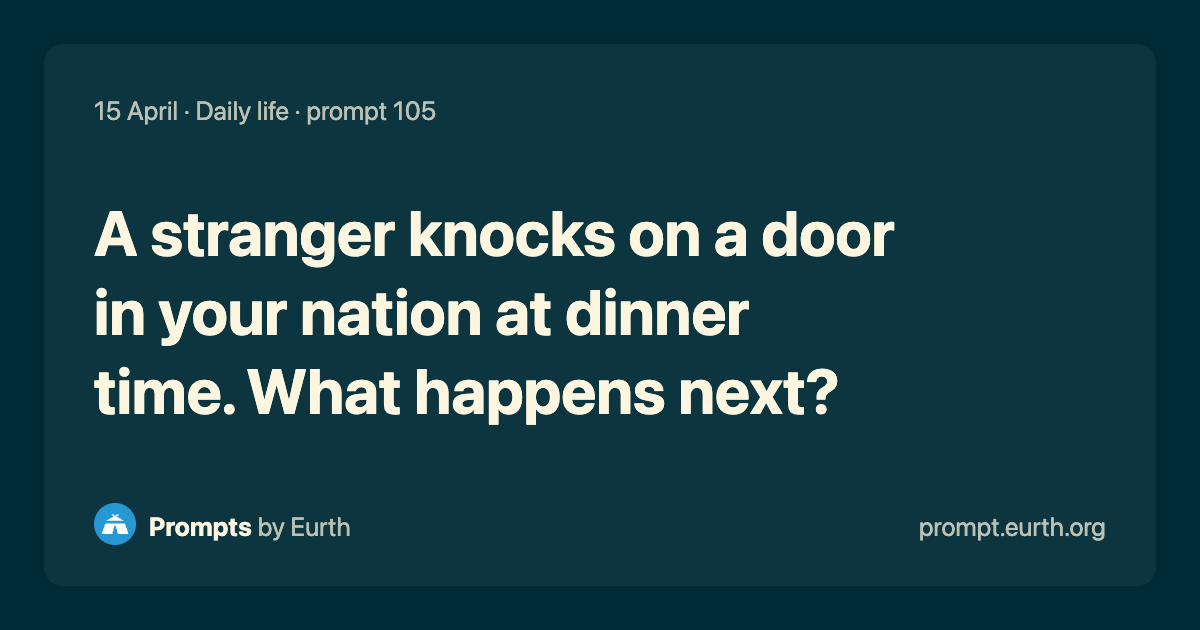 15 April · Daily life · prompt 105
A stranger knocks on a door
in your nation at dinner
time. What happens next?
Prompts by Eurth
prompt.eurth.org